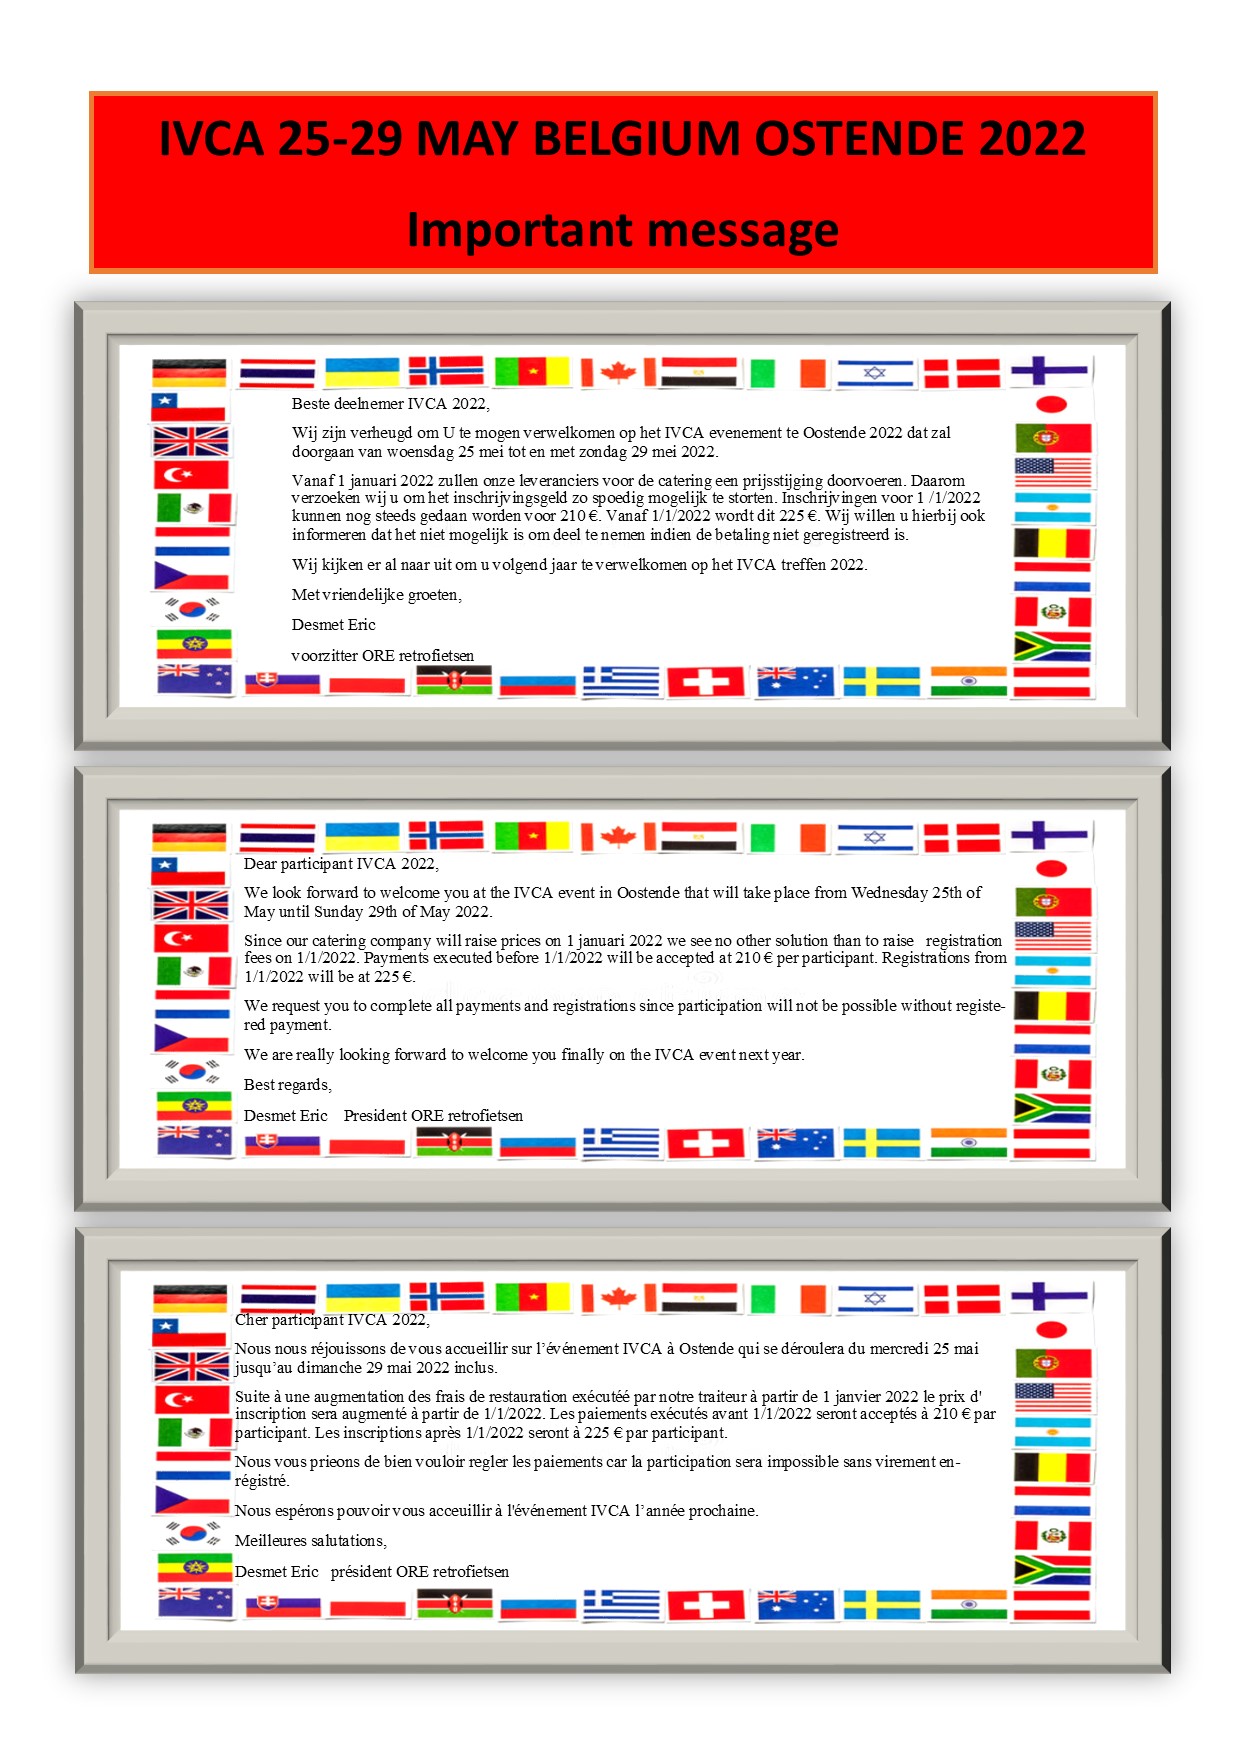 IVCA 25-29 MAY BELGIUM OSTENDE 2022
Important message
Beste deelnemer IVCA 2022,
Wij zijn verheugd om U te mogen verwelkomen op het IVCA evenement te Oostende 2022 dat zal
doorgaan van woensdag 25 mei tot en met zondag 29 mei 2022.
Vanaf 1 januari 2022 zullen onze leveranciers voor de catering een prijsstijging doorvoeren. Daarom
verzoeken wij u om het inschrijvingsgeld zo spoedig mogelijk te storten. Inschrijvingen voor 1 /1/2022
kunnen nog steeds gedaan worden voor 210 €. Vanaf 1/1/2022 wordt dit 225 €. Wij willen u hierbij ook
informeren dat het niet mogelijk is om deel te nemen indien de betaling niet geregistreerd is.
Wij kijken er al naar uit om u volgend jaar te verwelkomen op het IVCA treffen 2022.
Met vriendelijke groeten,
Desmet Eric
voorzitter ORE retrofietsen
Dear participant IVCA 2022,
We look forward to welcome you at the IVCA event in Oostende that will take place from Wednesday 25th of
May until Sunday 29th of May 2022.
Since our catering company will raise prices on 1 januari 2022 we see no other solution than to raise registration
fees on 1/1/2022. Payments executed before 1/1/2022 will be accepted at 210 € per participant. Registrations from
1/1/2022 will be at 225 €.
We request you to complete all payments and registrations since participation will not be possible without registe-
red payment.
We are really looking forward to welcome you finally on the IVCA event next year.
Best regards,
Desmet Eric President ORE retrofietsen
Cher participant IVCA 2022,
Nous nous réjouissons de vous accueillir sur l’événement IVCA à Ostende qui se déroulera du mercredi 25 mai
jusqu’au dimanche 29 mai 2022 inclus.
Suite à une augmentation des frais de restauration exécutéé par notre traiteur à partir de 1 janvier 2022 le prix d'
inscription sera augmenté à partir de 1/1/2022. Les paiements exécutés avant 1/1/2022 seront acceptés à 210 € par
participant. Les inscriptions après 1/1/2022 seront à 225 € par participant.
Nous vous prieons de bien vouloir regler les paiements car la participation sera impossible sans virement en-
régistré.
Nous espérons pouvoir vous acceuillir à l'événement IVCA l’année prochaine.
Meilleures salutations,
Desmet Eric président ORE retrofietsen